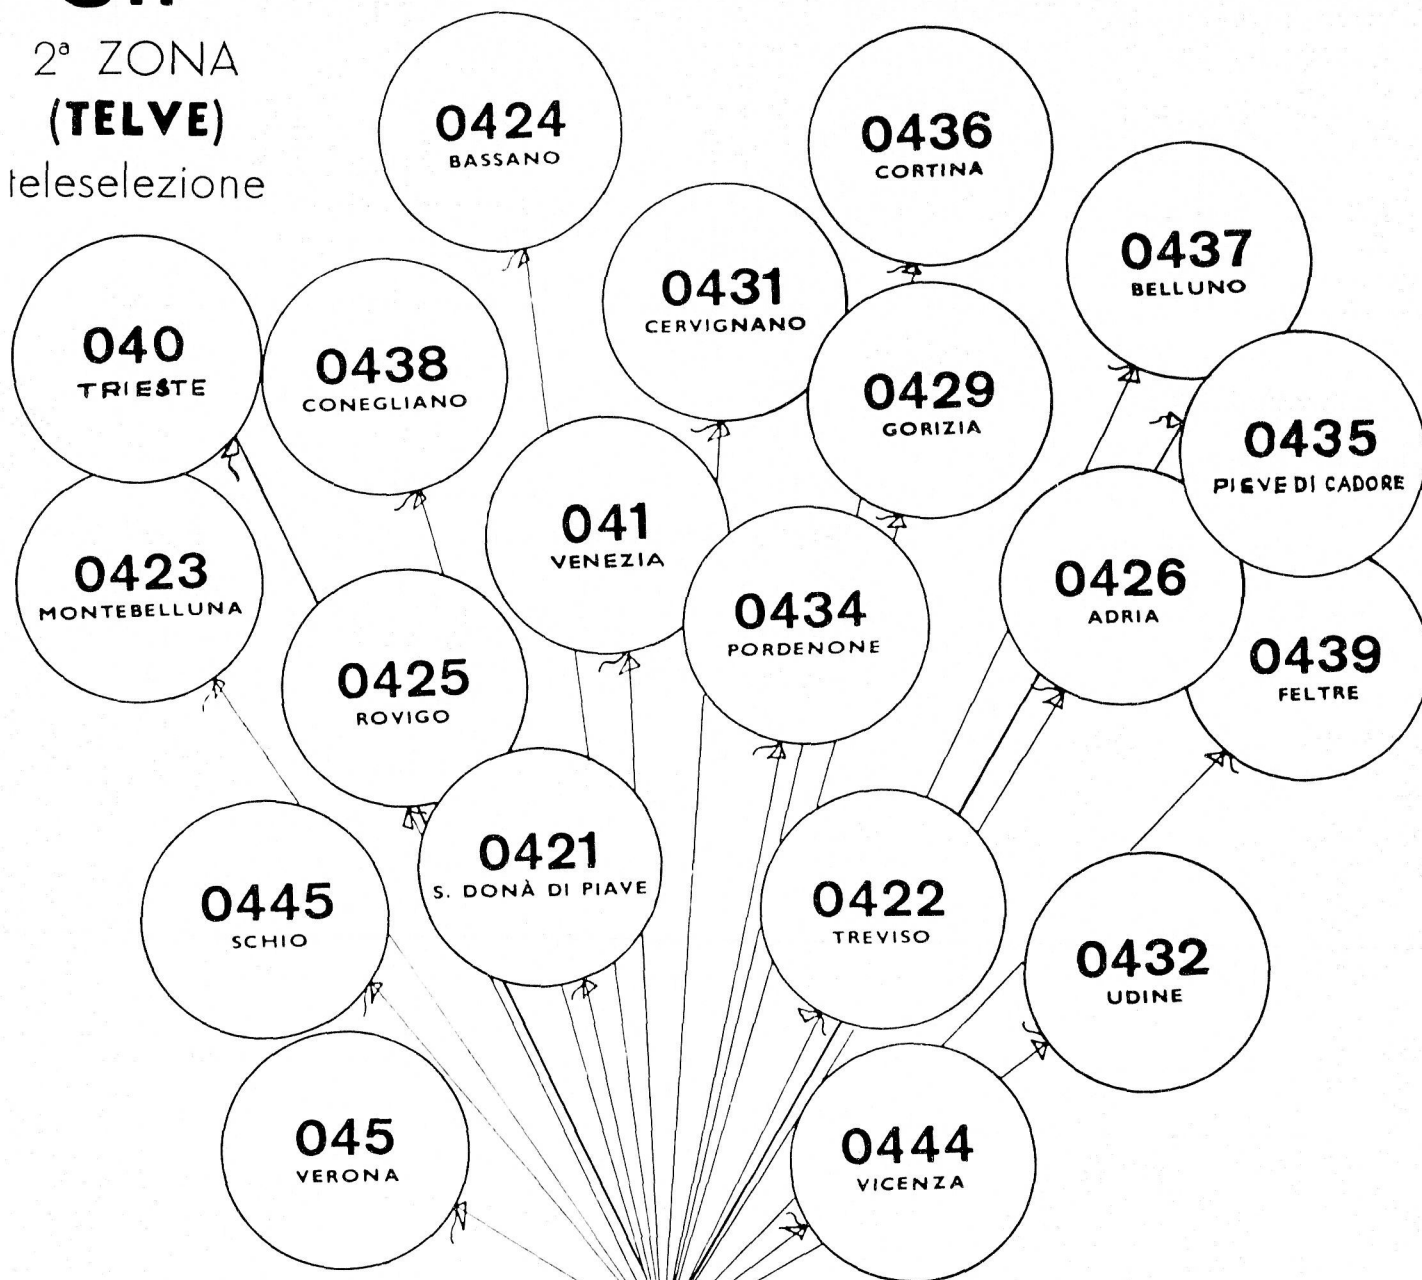 2ª ZONA
(TELVE)
teleselezione
0424
BASSANO
0436
CORTINA
0437
BELLUNO
0431
CERVIGNANO
040
TRIESTE
0438
CONEGLIANO
0429
GORIZIA
0435
PIEVE DI CADORE
041
VENEZIA
0423
MONTEBELLUNA
0426
ADRIA
0434
PORDENONE
0439
FELTRE
0425
ROVIGO
0421
S. DONÀ DI PIAVE
0445
SCHIO
0422
TREVISO
0432
UDINE
045
VERONA
0444
VICENZA